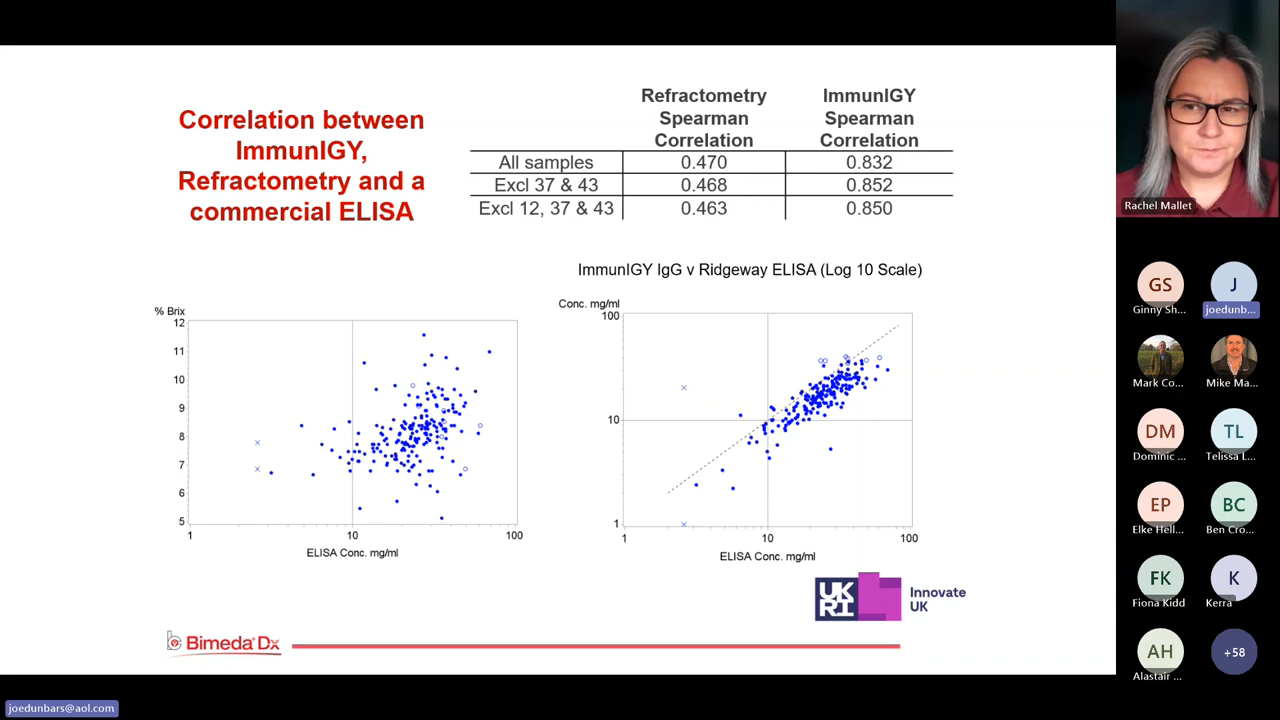 Correlation between
ImmunIGY,
Refractometry and a
commercial ELISA
Refractometry
Spearman
Correlation
ImmunIGY
Spearman
Correlation
All samples 0.470 0.832
Excl 37 & 43 0.468 0.852
Excl 12, 37 & 43 0.463 0.850
ImmunIGY IgG v Ridgeway ELISA (Log 10 Scale)
% Brix
12
11
10
9
8
7
6
5
1 10 100
ELISA Conc. mg/ml
Conc. mg/ml
100
10
1
1 10 100
ELISA Conc. mg/ml
UK
RI
Innovate
UK
Bimeda Dx
Rachel Mallet
GS
Ginny Sh...
J
joedunb...
Mark Co...
Mike Ma...
DM
Dominic ...
TL
Telissa L...
EP
Elke Hell...
BC
Ben Cro...
FK
Fiona Kidd
K
Kerra
AH
Alastair ...
+58
joedunbars@aol.com